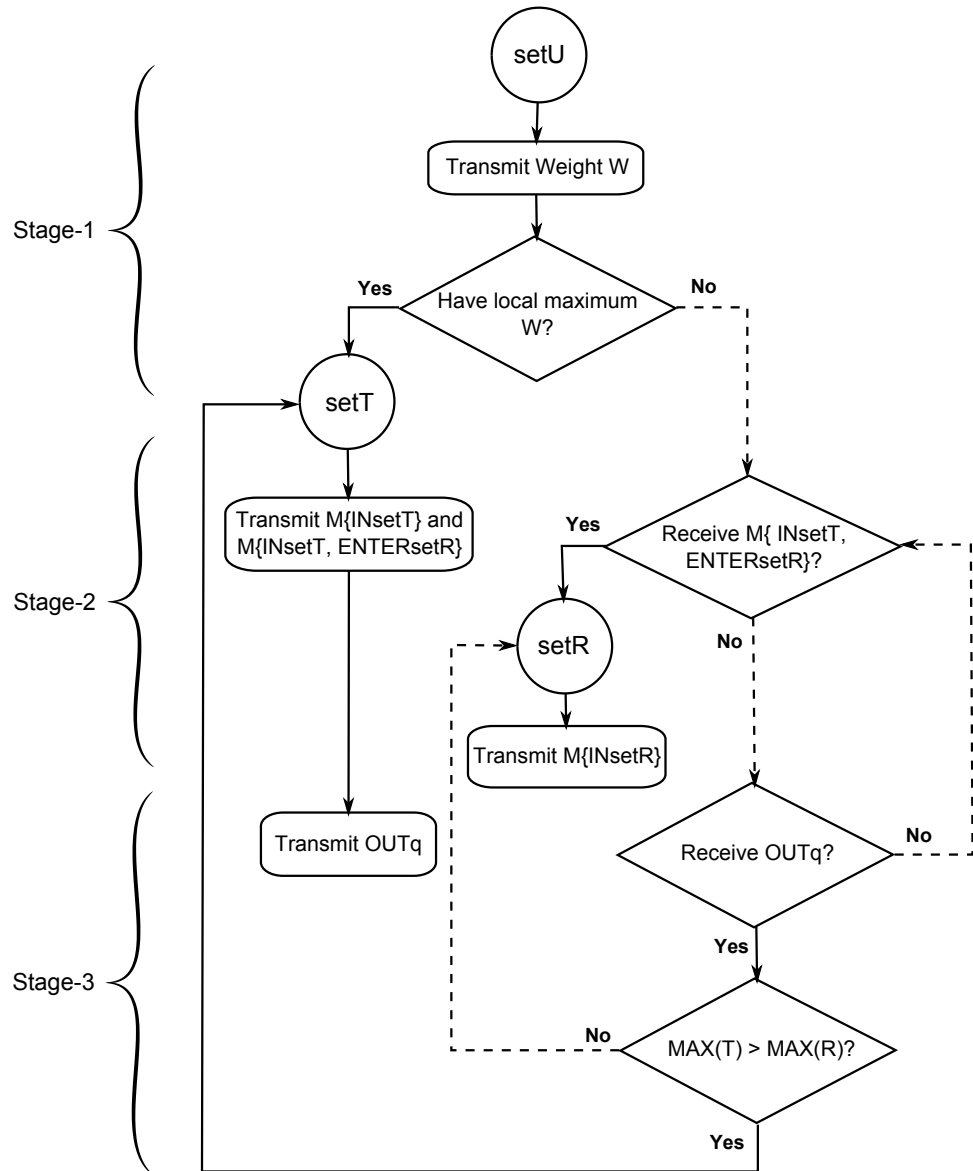 setU
Transmit Weight W
Stage-1
Yes
No
Have local maximum
W?
setT
Transmit M{INsetT} and
M{INsetT, ENTERsetR}
Yes
Receive M{ INsetT,
ENTERsetR}?
Stage-2
No
setR
Transmit M{INsetR}
Transmit OUTq
Receive OUTq?
No
Yes
Stage-3
No
MAX(T) > MAX(R)?
Yes